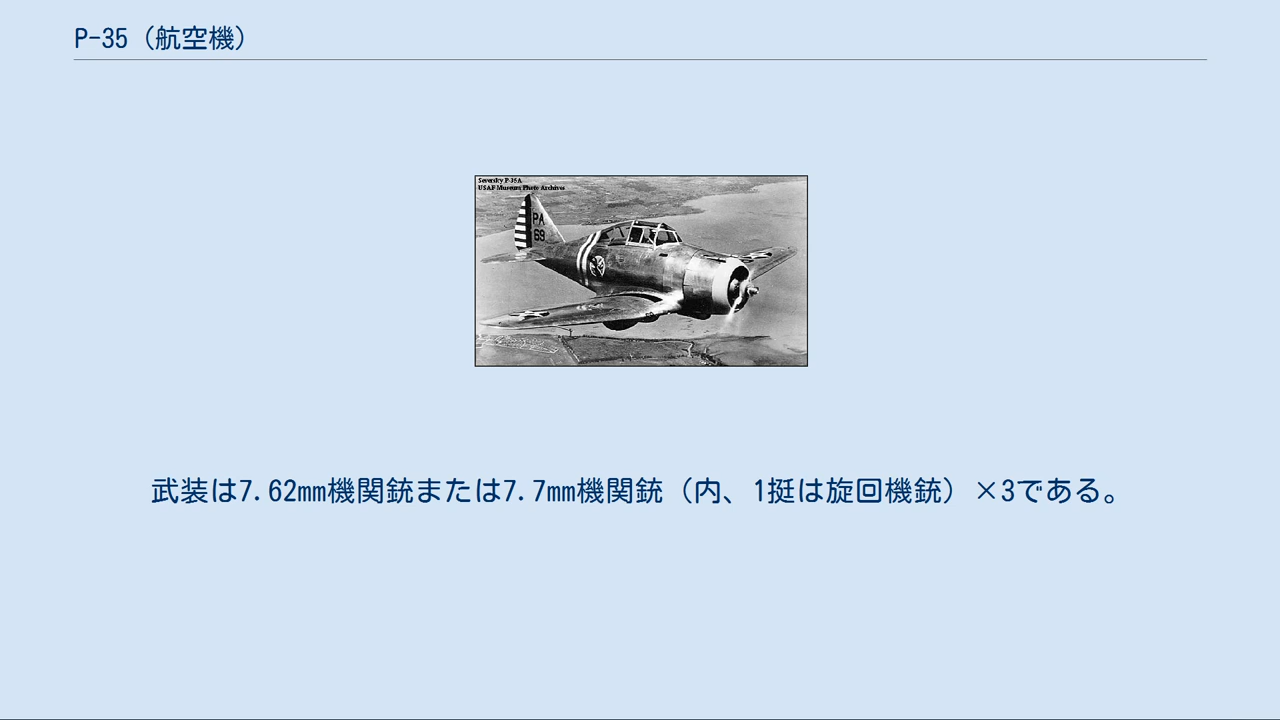 P-35（航空機）
Seversky P-35A
USAF Museum Photo Archives
PA
69
武装は7.62mm機関銃または7.7mm機関銃（内、1挺は旋回機銃）×3である。